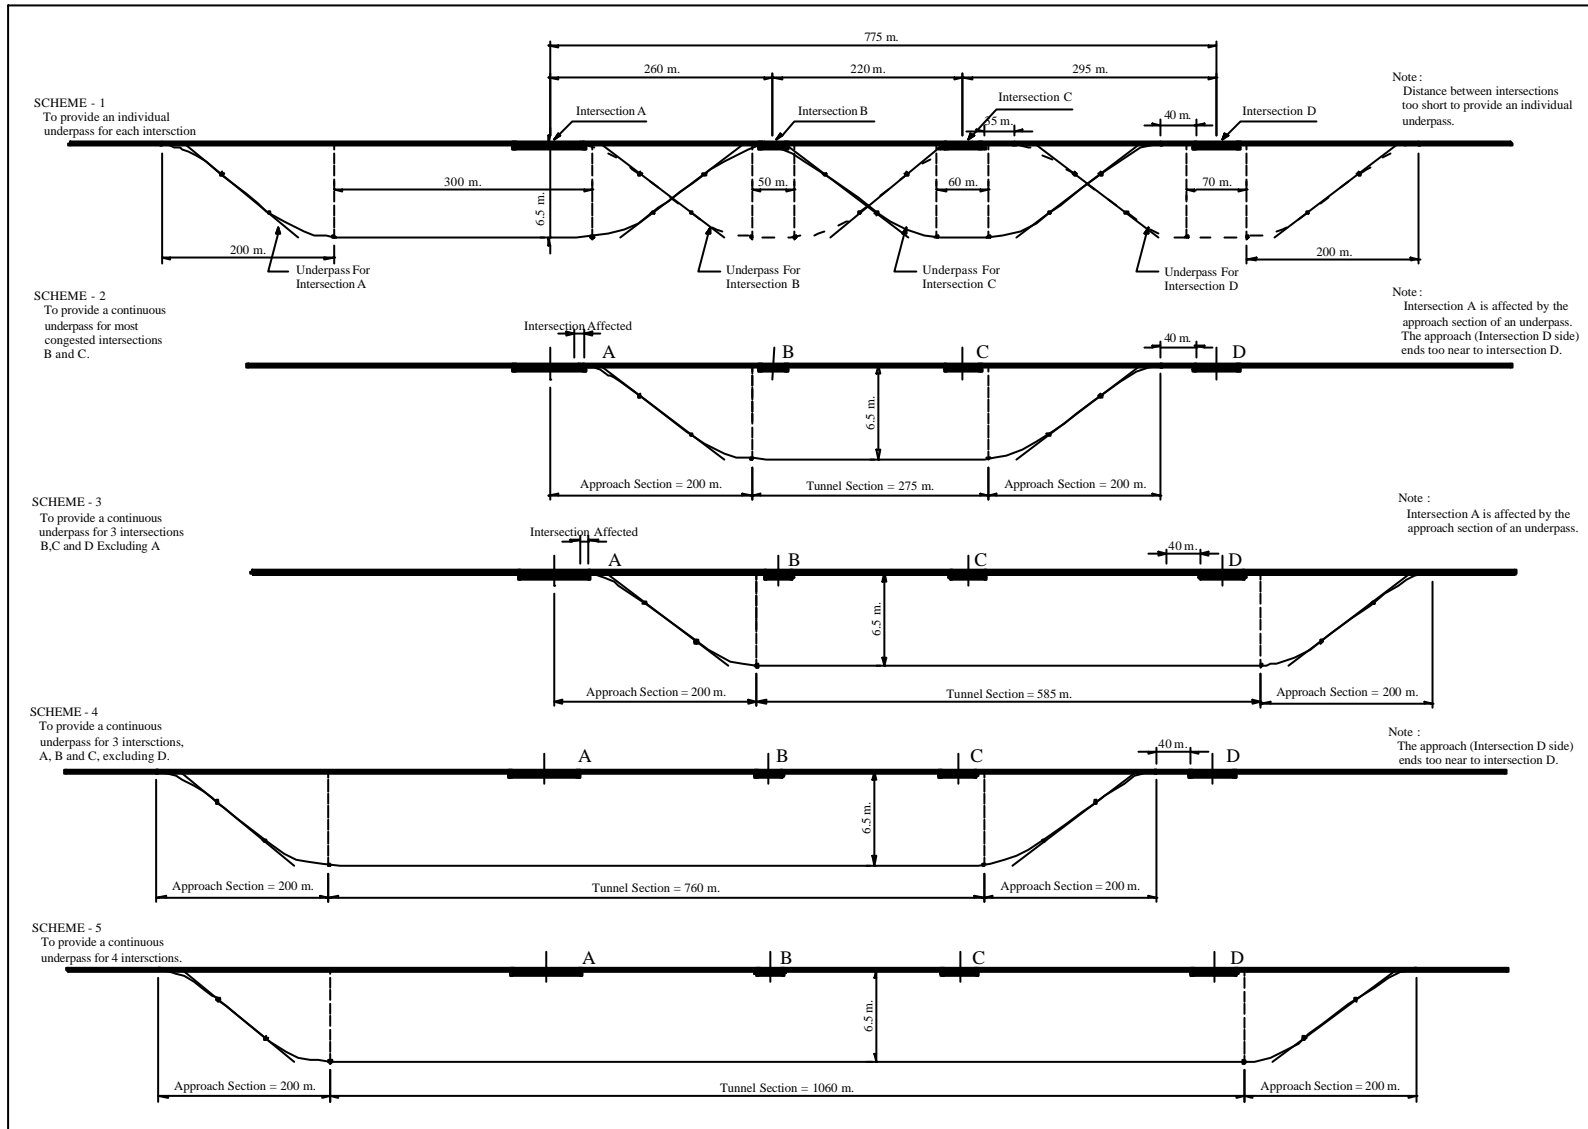 775 m.
260 m.
220 m.
295 m.
SCHEME - 1
To provide an individual
underpass for each intersction
Intersection A
Intersection B
Intersection C
Intersection D
35 m.
40 m.
Note :
Distance between intersections
too short to provide an individual
underpass.
300 m.
50 m.
60 m.
70 m.
6.5 m.
200 m.
200 m.
Underpass For
Intersection A
Underpass For
Intersection B
Underpass For
Intersection C
Underpass For
Intersection D
SCHEME - 2
To provide a continuous
underpass for most
congested intersections
B and C.
Intersection Affected
A
B
C
D
40 m.
Note :
Intersection A is affected by the
approach section of an underpass.
The approach (Intersection D side)
ends too near to intersection D.
6.5 m.
Approach Section = 200 m.
Tunnel Section = 275 m.
Approach Section = 200 m.
SCHEME - 3
To provide a continuous
underpass for 3 intersections
B,C and D Excluding A
Intersection Affected
A
B
C
D
40 m.
Note :
Intersection A is affected by the
approach section of an underpass.
6.5 m.
Approach Section = 200 m.
Tunnel Section = 585 m.
Approach Section = 200 m.
SCHEME - 4
To provide a continuous
underpass for 3 intersctions,
A, B and C, excluding D.
A
B
C
D
40 m.
Note :
The approach (Intersection D side)
ends too near to intersection D.
6.5 m.
Approach Section = 200 m.
Tunnel Section = 760 m.
Approach Section = 200 m.
SCHEME - 5
To provide a continuous
underpass for 4 intersctions.
A
B
C
D
6.5 m.
Approach Section = 200 m.
Tunnel Section = 1060 m.
Approach Section = 200 m.